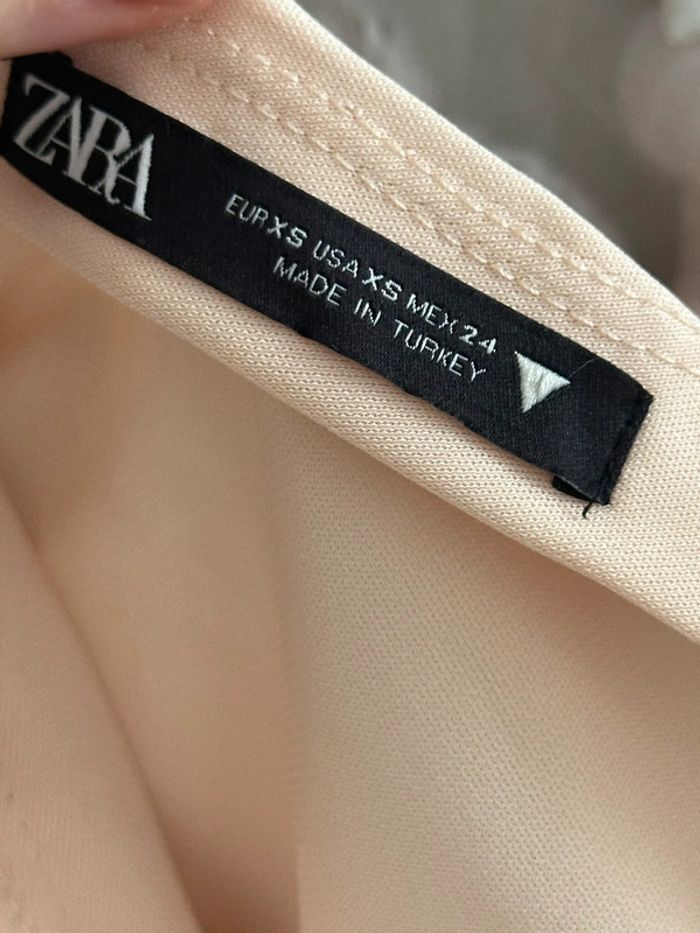 ZARA
EUR XS USA XS MEX 24
MADE IN TURKEY